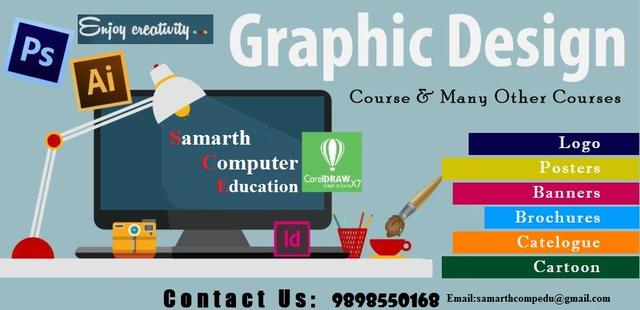 Enjoy creativity...
Ps
Ai
Graphic Design
Course & Many Other Courses
Samarth
Computer
Education
CorelDRAW
X7
Id
Logo
Posters
Banners
Brochures
Catelogue
Cartoon
Contact Us: 9898550168
Email:samarthcompedu@gmail.com